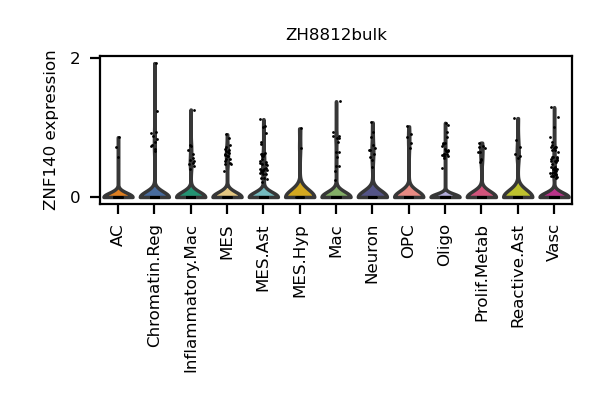 ZH8812bulk
ZNF140 expression
2
0
AC
Chromatin.Reg
Inflammatory.Mac
MES
MES.Ast
MES.Hyp
Mac
Neuron
OPC
Oligo
Prolif.Metab
Reactive.Ast
Vasc